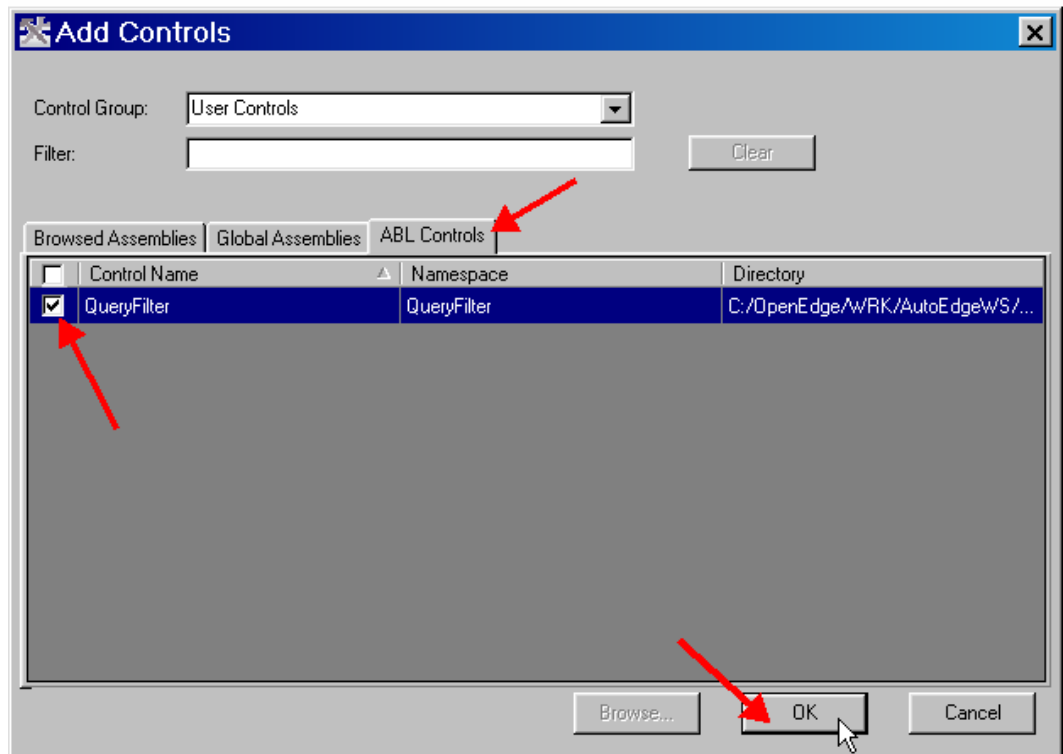 Add Controls
Control Group: User Controls
Filter: Clear
Browsed Assemblies Global Assemblies ABL Controls
Control Name Namespace Directory
QueryFilter QueryFilter C:/OpenEdge/WRK/AutoEdgeWS/...
Browse... OK Cancel